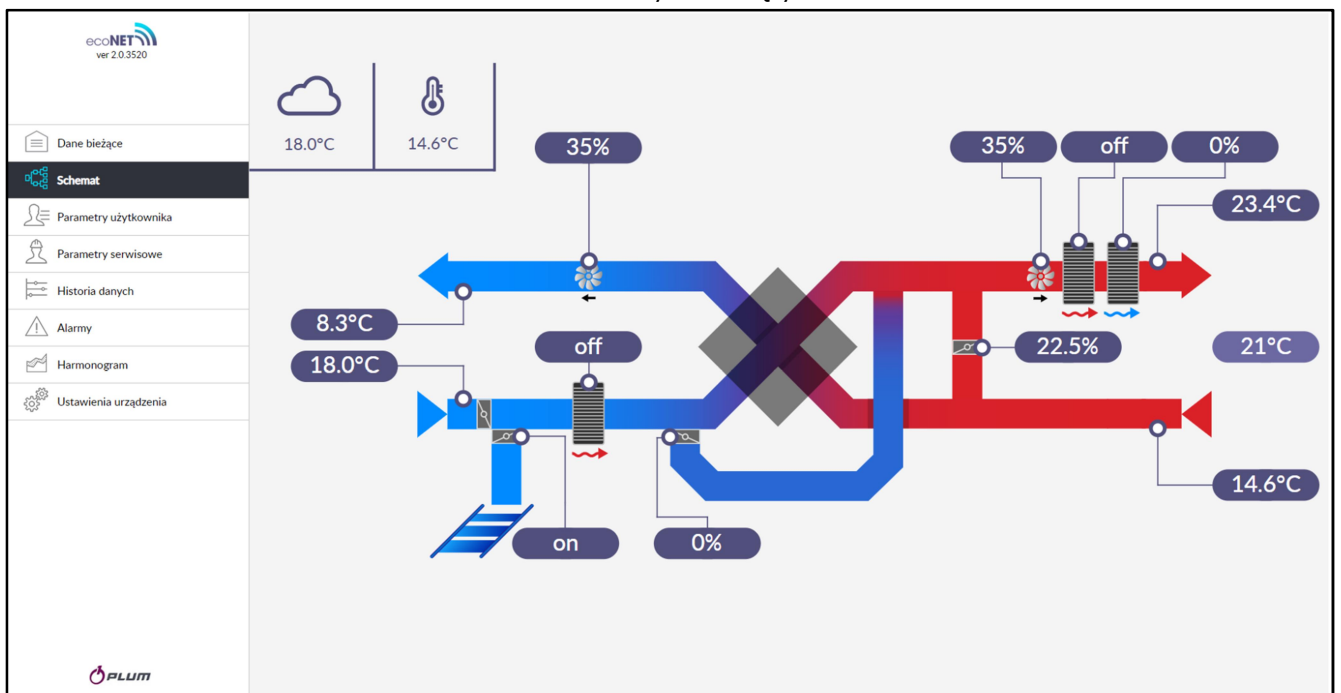 ecoNET
ver 2.0.3520
Dane bieżące
Schemat
Parametry użytkownika
Parametry serwisowe
Historia danych
Alarmy
Harmonogram
Ustawienia urządzenia
PLUM
18.0°C
14.6°C
35%
35%
off
0%
23.4°C
8.3°C
18.0°C
off
22.5%
21°C
14.6°C
on
0%